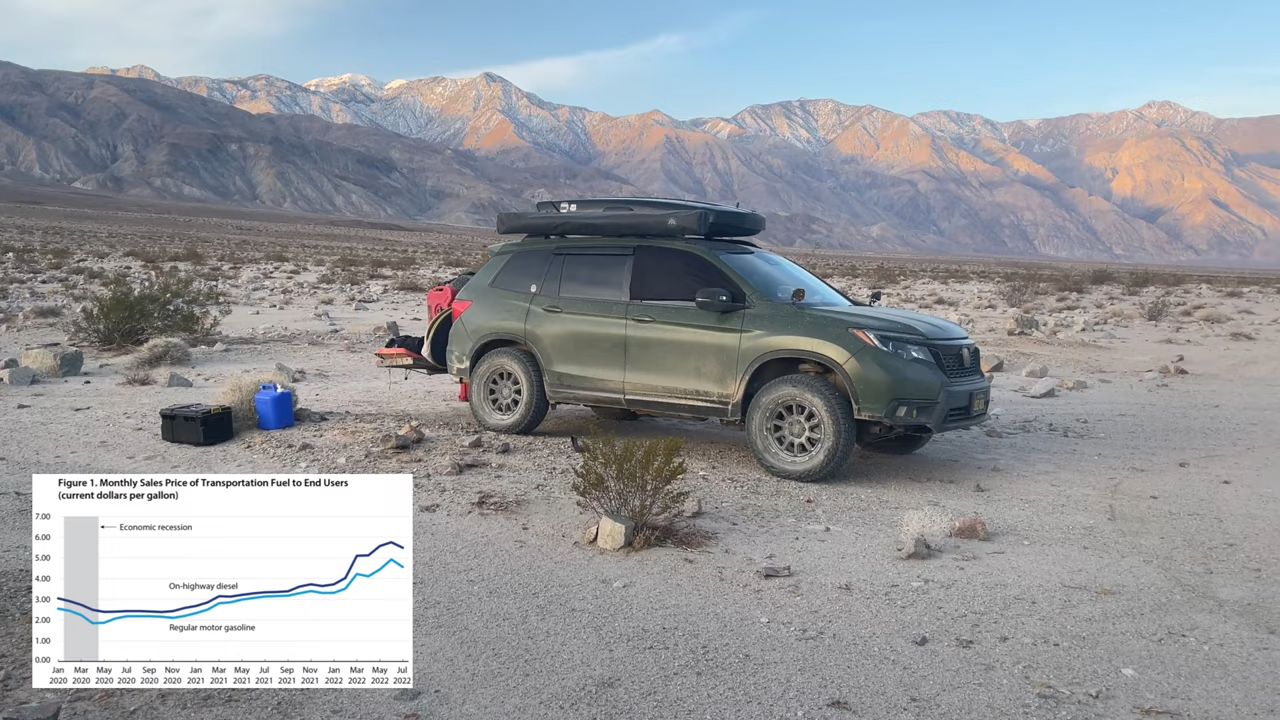 Figure 1. Monthly Sales Price of Transportation Fuel to End Users
(current dollars per gallon)
7.00
6.00
5.00
4.00
3.00
2.00
1.00
0.00
Economic recession
On-highway diesel
Regular motor gasoline
Jan Mar May Jul Sep Nov Jan Mar May Jul Sep Nov Jan Mar May Jul
2020 2020 2020 2020 2020 2020 2021 2021 2021 2021 2021 2021 2022 2022 2022 2022